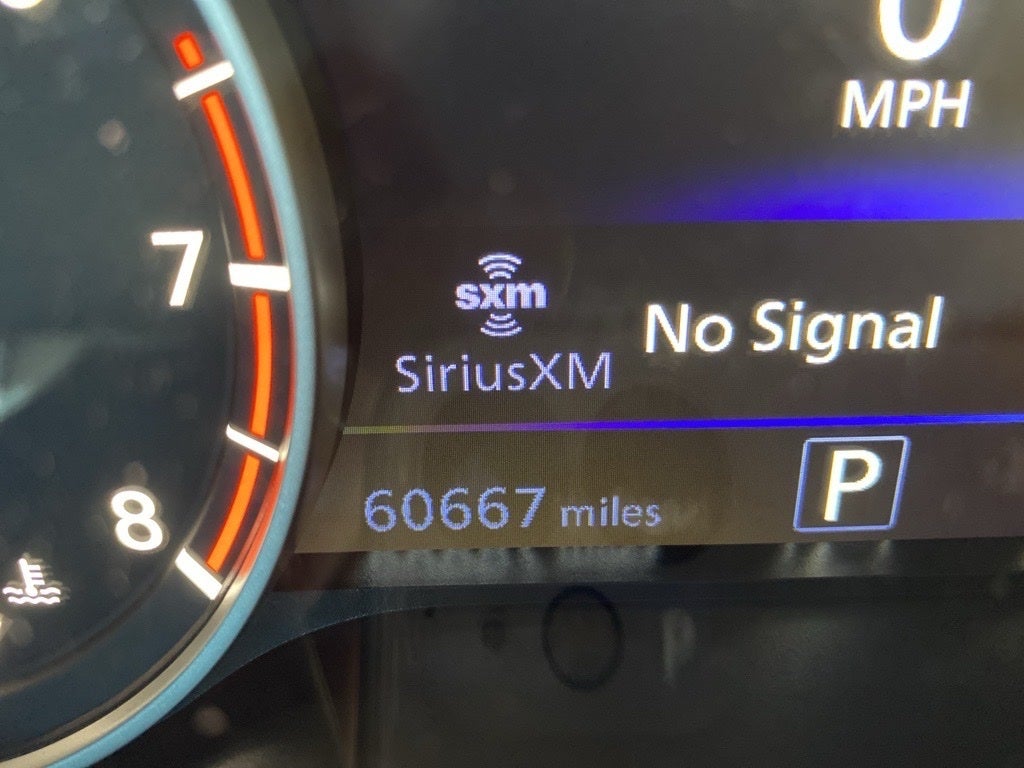 0
MPH
7
sxm
SiriusXM
No Signal
60667 miles
P
8